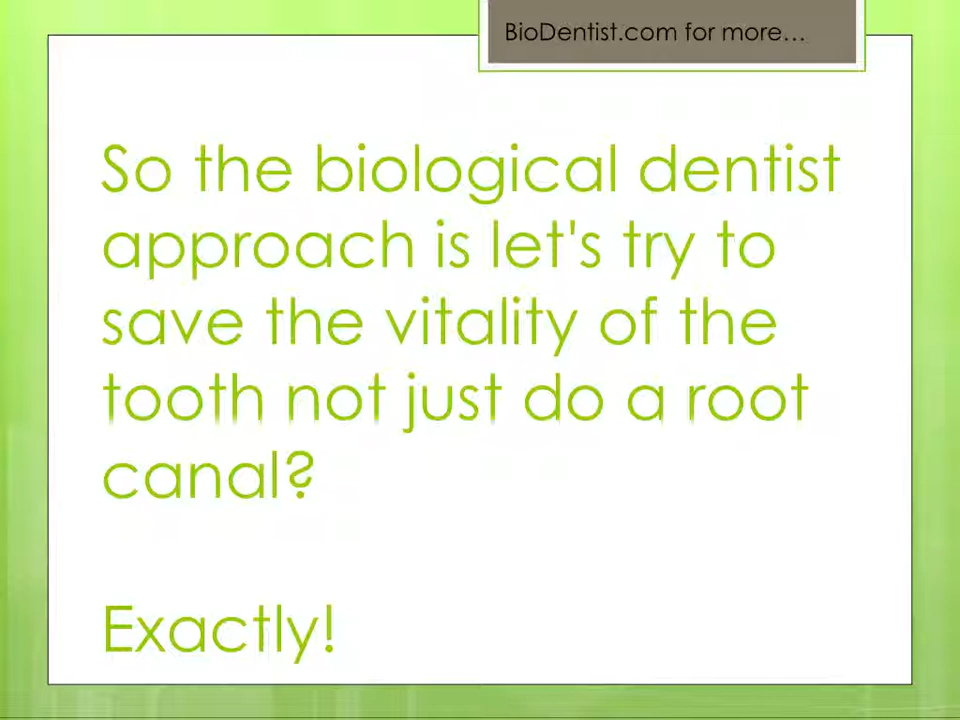 BioDentist.com for more…
So the biological dentist
approach is let's try to
save the vitality of the
tooth not just do a root
canal?
Exactly!